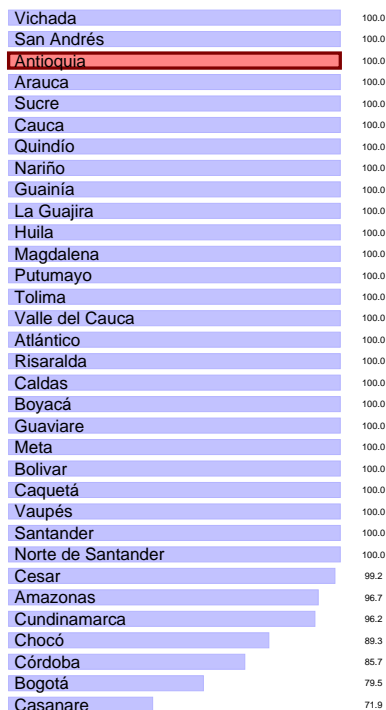 Vichada 100.0
San Andrés 100.0
Antioquia 100.0
Arauca 100.0
Sucre 100.0
Cauca 100.0
Quindío 100.0
Nariño 100.0
Guainía 100.0
La Guajira 100.0
Huila 100.0
Magdalena 100.0
Putumayo 100.0
Tolima 100.0
Valle del Cauca 100.0
Atlántico 100.0
Risaralda 100.0
Caldas 100.0
Boyacá 100.0
Guaviare 100.0
Meta 100.0
Bolivar 100.0
Caquetá 100.0
Vaupés 100.0
Santander 100.0
Norte de Santander 100.0
Cesar 99.2
Amazonas 96.7
Cundinamarca 96.2
Chocó 89.3
Córdoba 85.7
Bogotá 79.5
Casanare 71.9